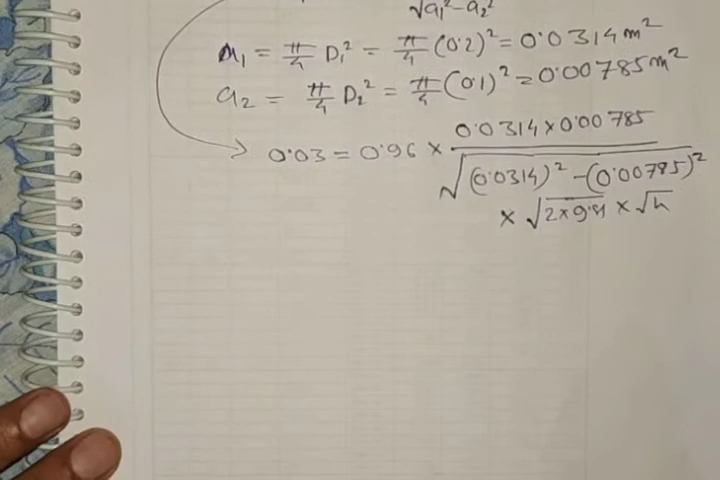 √a₁²-a₂²
a₁ = π/4 D₁² = π/4 (0.2)² = 0.0314 m²
a₂ = π/4 D₂² = π/4 (0.1)² = 0.00785 m²
0.0314 × 0.00785
0.03 = 0.96 ×
√(0.0314)² - (0.00785)²
× √2×9.81 × √h